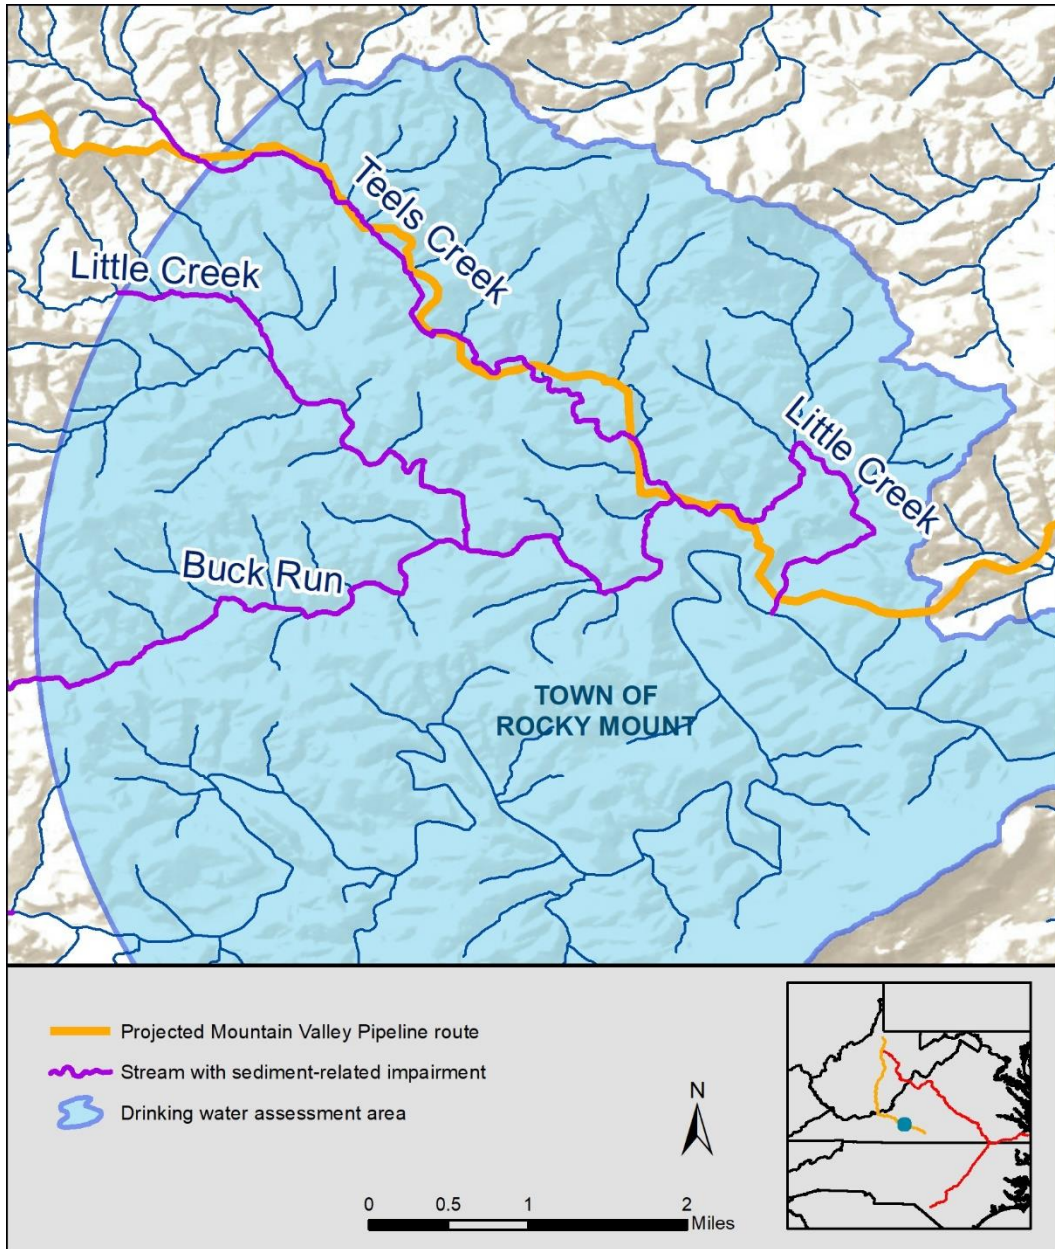 Teels Creek
Little Creek
Little Creek
Buck Run
TOWN OF
ROCKY MOUNT
Projected Mountain Valley Pipeline route
Stream with sediment-related impairment
Drinking water assessment area
N
0 0.5 1 2
Miles